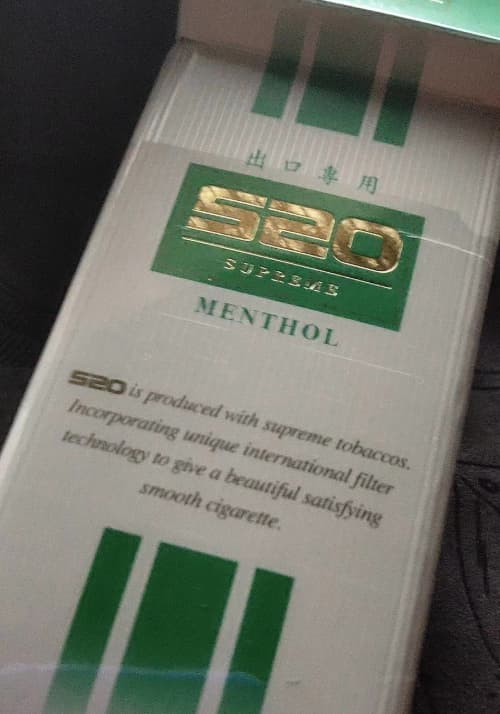 出口專用
520
SUPREME
MENTHOL
520 is produced with supreme tobaccos.
Incorporating unique international filter
technology to give a beautiful satisfying
smooth cigarette.